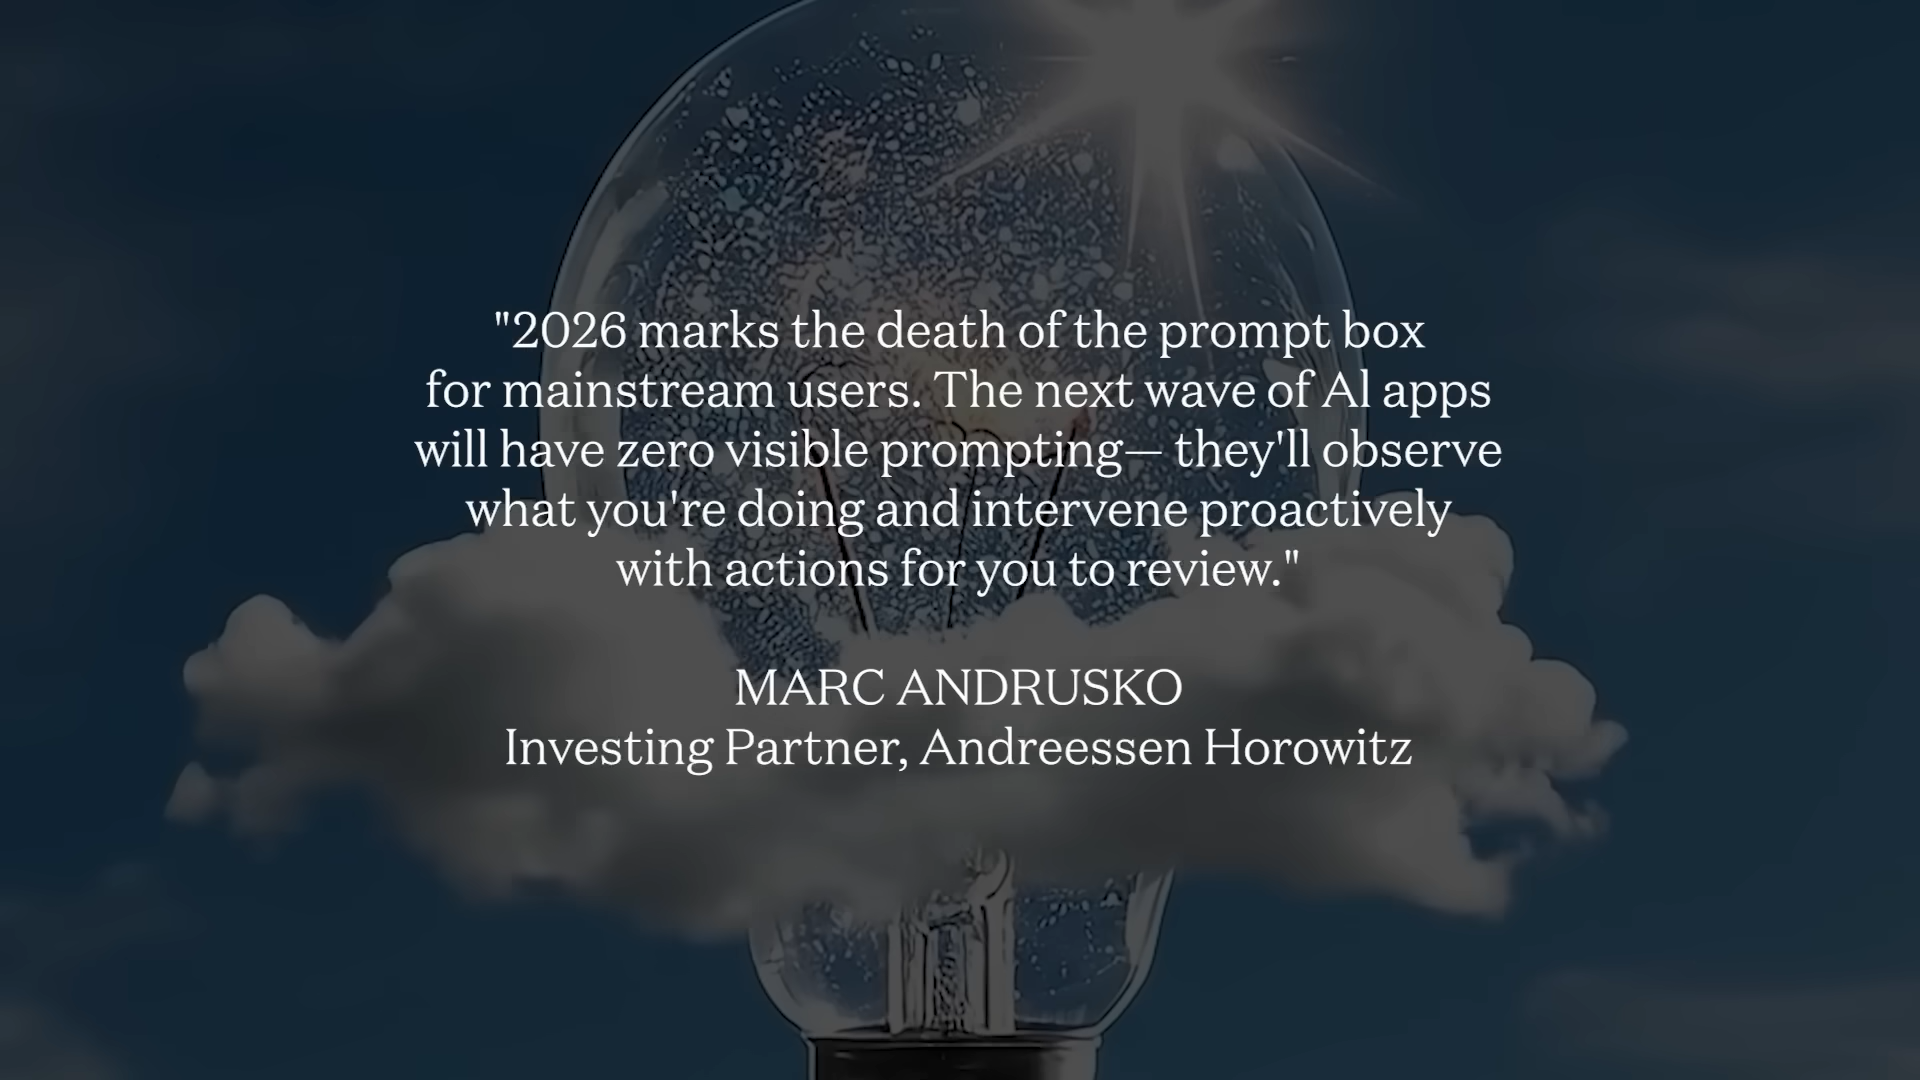 "2026 marks the death of the prompt box
for mainstream users. The next wave of Al apps
will have zero visible prompting— they'll observe
what you're doing and intervene proactively
with actions for you to review."
MARC ANDRUSKO
Investing Partner, Andreessen Horowitz